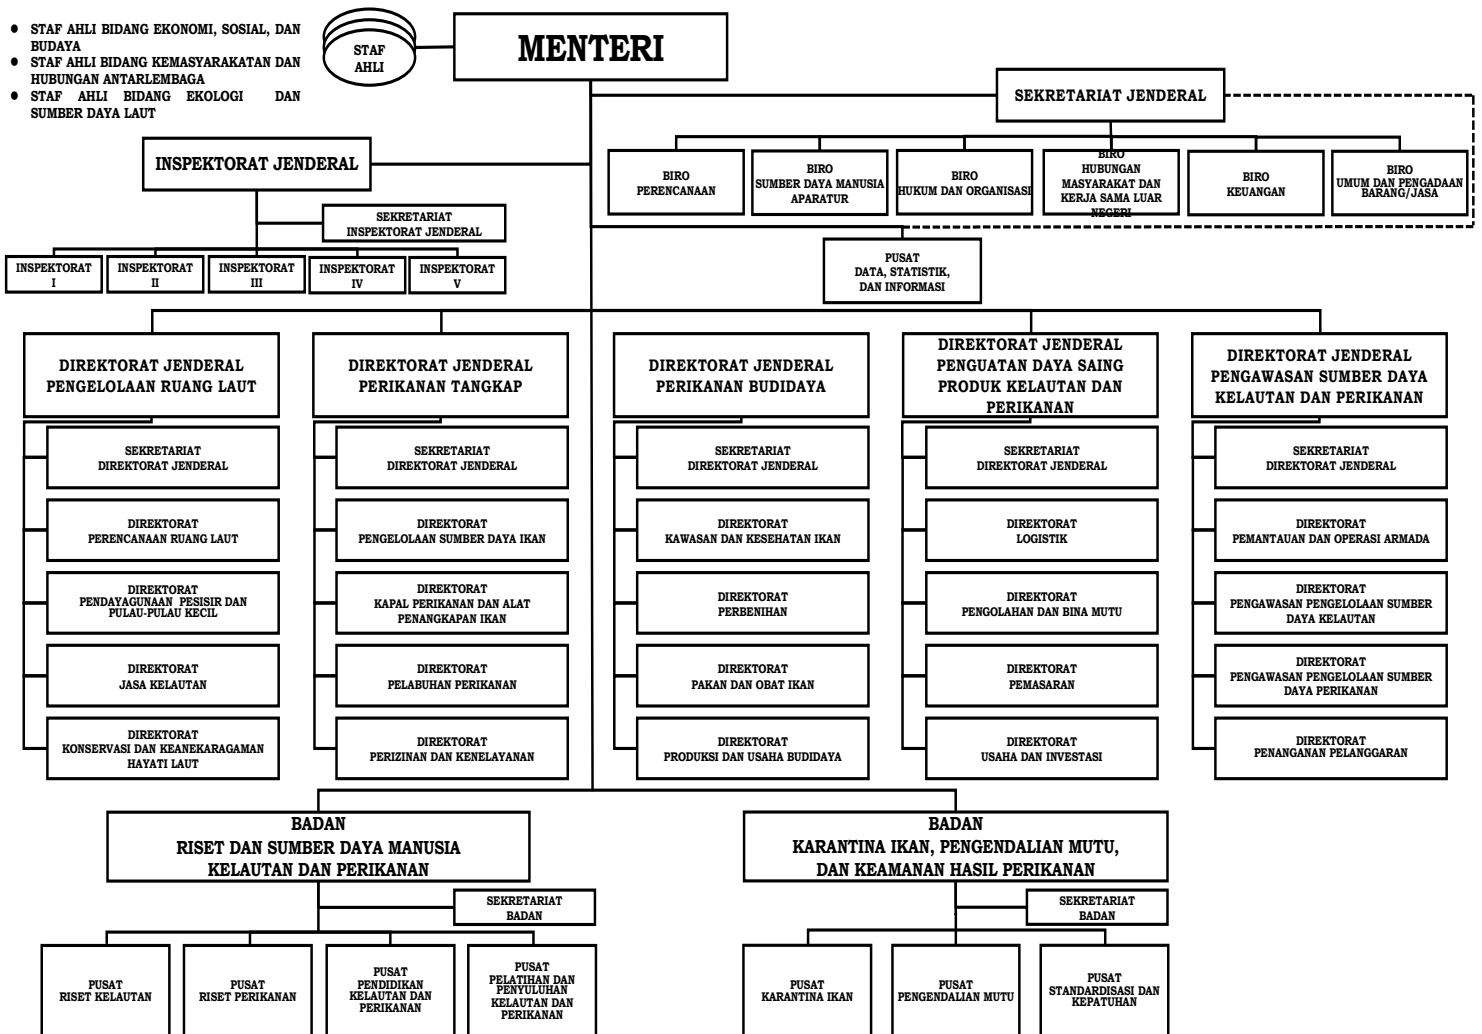 ● STAF AHLI BIDANG EKONOMI, SOSIAL, DAN
BUDAYA
● STAF AHLI BIDANG KEMASYARAKATAN DAN
HUBUNGAN ANTARLEMBAGA
● STAF AHLI BIDANG EKOLOGI DAN
SUMBER DAYA LAUT
STAF
AHLI
MENTERI
SEKRETARIAT JENDERAL
BIRO
PERENCANAAN
BIRO
SUMBER DAYA MANUSIA
APARATUR
BIRO
HUKUM DAN ORGANISASI
BIRO
HUBUNGAN
MASYARAKAT DAN
KERJA SAMA LUAR
NEGERI
BIRO
KEUANGAN
BIRO
UMUM DAN PENGADAAN
BARANG/JASA
INSPEKTORAT JENDERAL
SEKRETARIAT
INSPEKTORAT JENDERAL
INSPEKTORAT
I
INSPEKTORAT
II
INSPEKTORAT
III
INSPEKTORAT
IV
INSPEKTORAT
V
PUSAT
DATA, STATISTIK,
DAN INFORMASI
DIREKTORAT JENDERAL
PENGELOLAAN RUANG LAUT
SEKRETARIAT
DIREKTORAT JENDERAL
DIREKTORAT
PERENCANAAN RUANG LAUT
DIREKTORAT
PENDAYAGUNAAN PESISIR DAN
PULAU-PULAU KECIL
DIREKTORAT
JASA KELAUTAN
DIREKTORAT
KONSERVASI DAN KEANEKARAGAMAN
HAYATI LAUT
DIREKTORAT JENDERAL
PERIKANAN TANGKAP
SEKRETARIAT
DIREKTORAT JENDERAL
DIREKTORAT
PENGELOLAAN SUMBER DAYA IKAN
DIREKTORAT
KAPAL PERIKANAN DAN ALAT
PENANGKAPAN IKAN
DIREKTORAT
PELABUHAN PERIKANAN
DIREKTORAT
PERIZINAN DAN KENELAYANAN
DIREKTORAT JENDERAL
PERIKANAN BUDIDAYA
SEKRETARIAT
DIREKTORAT JENDERAL
DIREKTORAT
KAWASAN DAN KESEHATAN IKAN
DIREKTORAT
PERBENIHAN
DIREKTORAT
PAKAN DAN OBAT IKAN
DIREKTORAT
PRODUKSI DAN USAHA BUDIDAYA
DIREKTORAT JENDERAL
PENGUATAN DAYA SAING
PRODUK KELAUTAN DAN
PERIKANAN
SEKRETARIAT
DIREKTORAT JENDERAL
DIREKTORAT
LOGISTIK
DIREKTORAT
PENGOLAHAN DAN BINA MUTU
DIREKTORAT
PEMASARAN
DIREKTORAT
USAHA DAN INVESTASI
DIREKTORAT JENDERAL
PENGAWASAN SUMBER DAYA
KELAUTAN DAN PERIKANAN
SEKRETARIAT
DIREKTORAT JENDERAL
DIREKTORAT
PEMANTAUAN DAN OPERASI ARMADA
DIREKTORAT
PENGAWASAN PENGELOLAAN SUMBER
DAYA KELAUTAN
DIREKTORAT
PENGAWASAN PENGELOLAAN SUMBER
DAYA PERIKANAN
DIREKTORAT
PENANGANAN PELANGGARAN
BADAN
RISET DAN SUMBER DAYA MANUSIA
KELAUTAN DAN PERIKANAN
SEKRETARIAT
BADAN
PUSAT
RISET KELAUTAN
PUSAT
RISET PERIKANAN
PUSAT
PENDIDIKAN
KELAUTAN DAN
PERIKANAN
PUSAT
PELATIHAN DAN
PENYULUHAN
KELAUTAN DAN
PERIKANAN
BADAN
KARANTINA IKAN, PENGENDALIAN MUTU,
DAN KEAMANAN HASIL PERIKANAN
SEKRETARIAT
BADAN
PUSAT
KARANTINA IKAN
PUSAT
PENGENDALIAN MUTU
PUSAT
STANDARDISASI DAN
KEPATUHAN